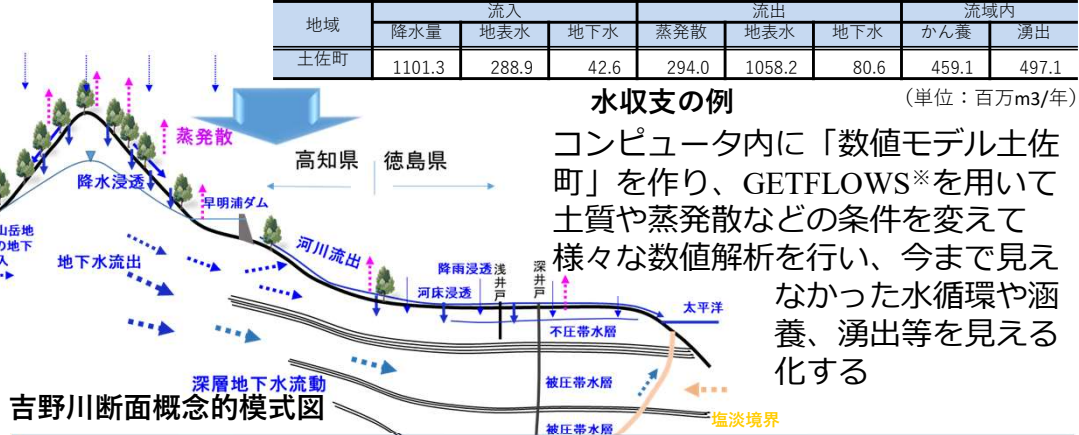 地域 流入 流出 流域内
降水量 地表水 地下水 蒸発散 地表水 地下水 かん養 湧出
土佐町 1101.3 288.9 42.6 294.0 1058.2 80.6 459.1 497.1
水収支の例 （単位：百万m3/年）
コンピュータ内に「数値モデル土佐
町」を作り、GETFLOWS※を用いて
土質や蒸発散などの条件を変えて
様々な数値解析を行い、今まで見え
なかった水循環や涵
養、湧出等を見える
化する
蒸発散
高知県 徳島県
降水浸透
早明浦ダム
山岳地
の地下
入
地下水流出
河川流出
降雨浸透
浅井戸
深井戸
河床浸透
太平洋
不圧帯水層
深層地下水流動
被圧帯水層
塩淡境界
被圧帯水層
吉野川断面概念的模式図